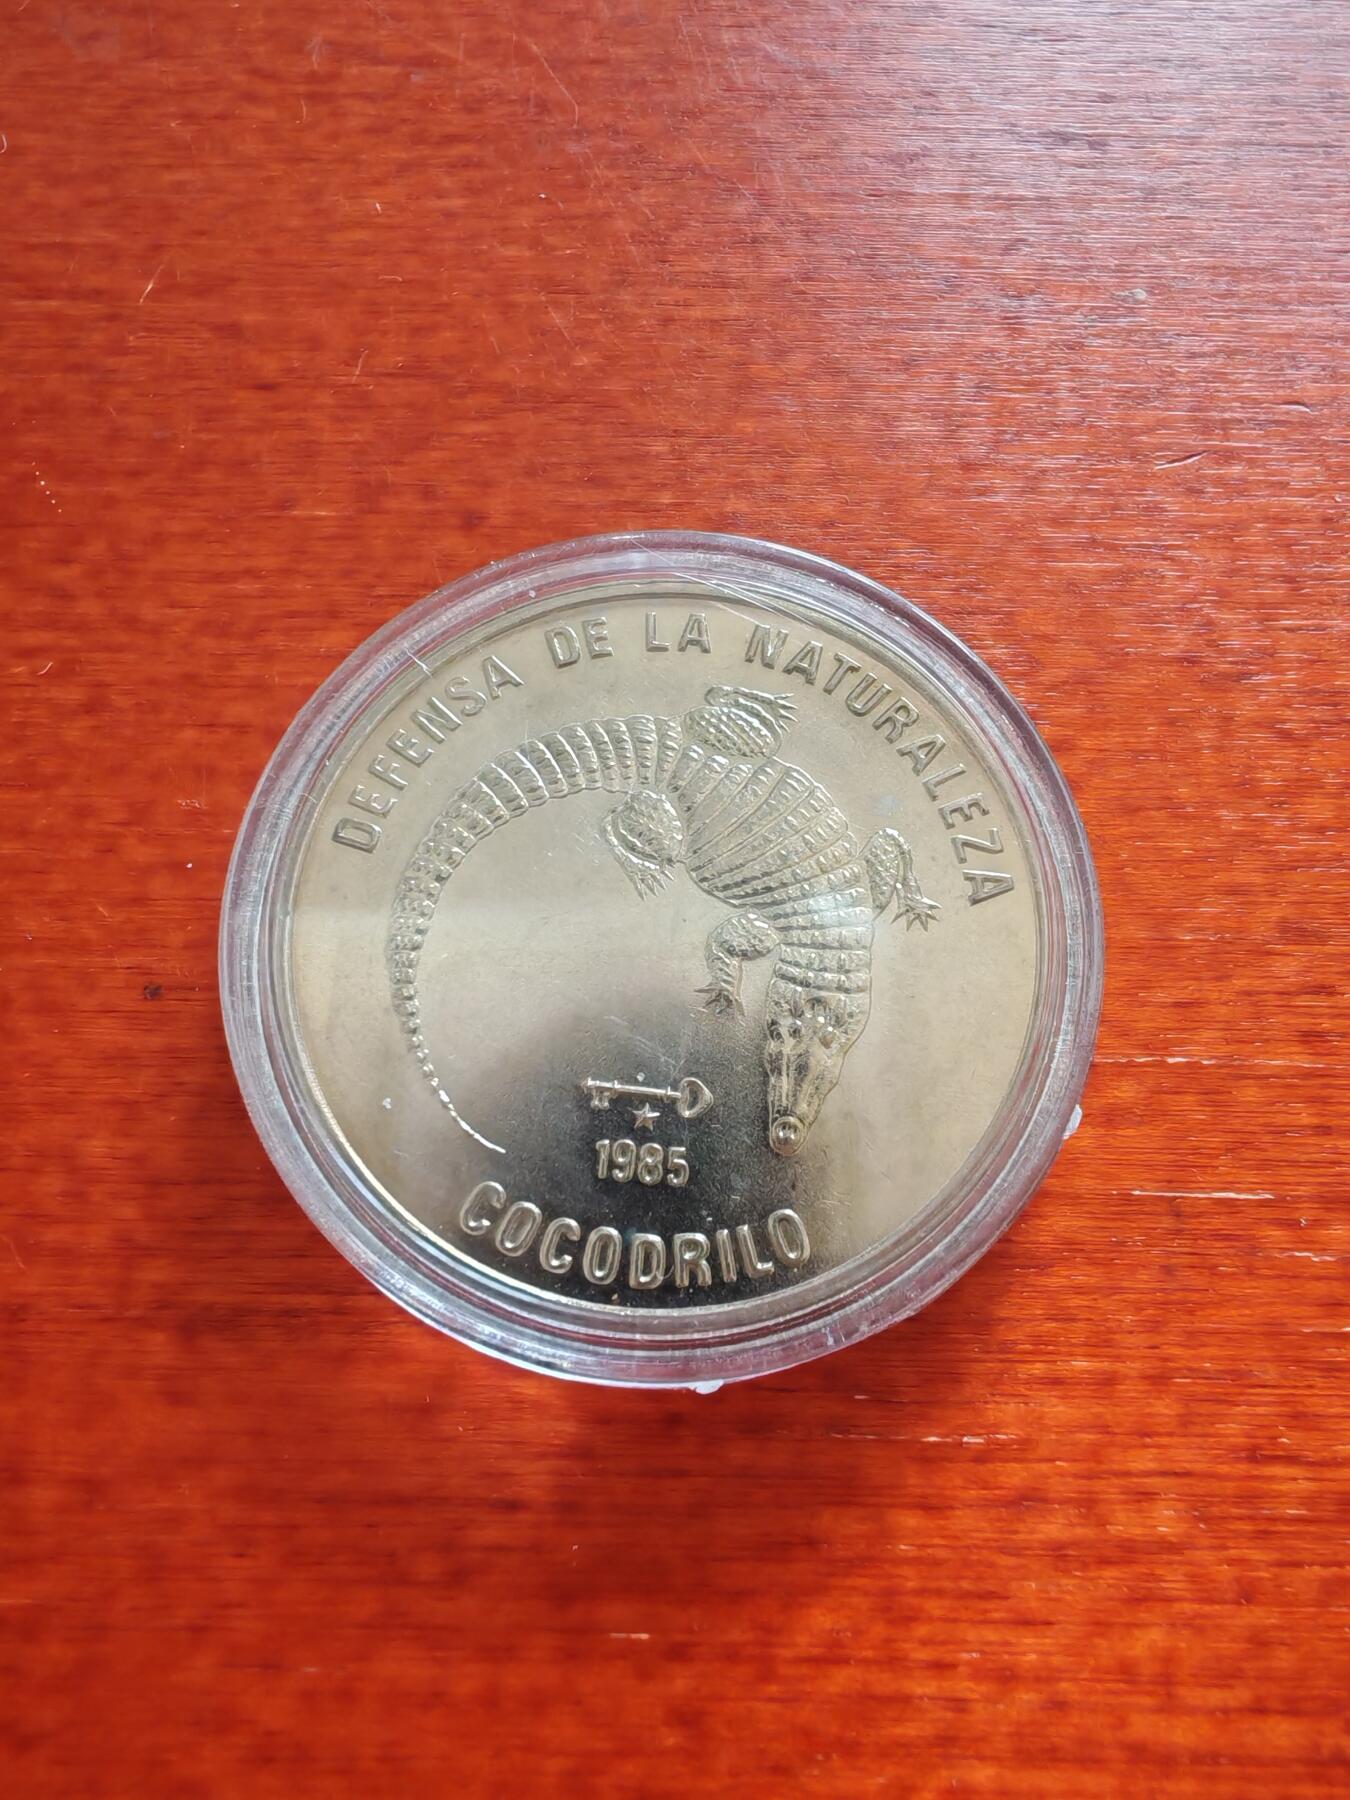 DEFENSA DE LA NATURALEZA
1985
COCODRILO